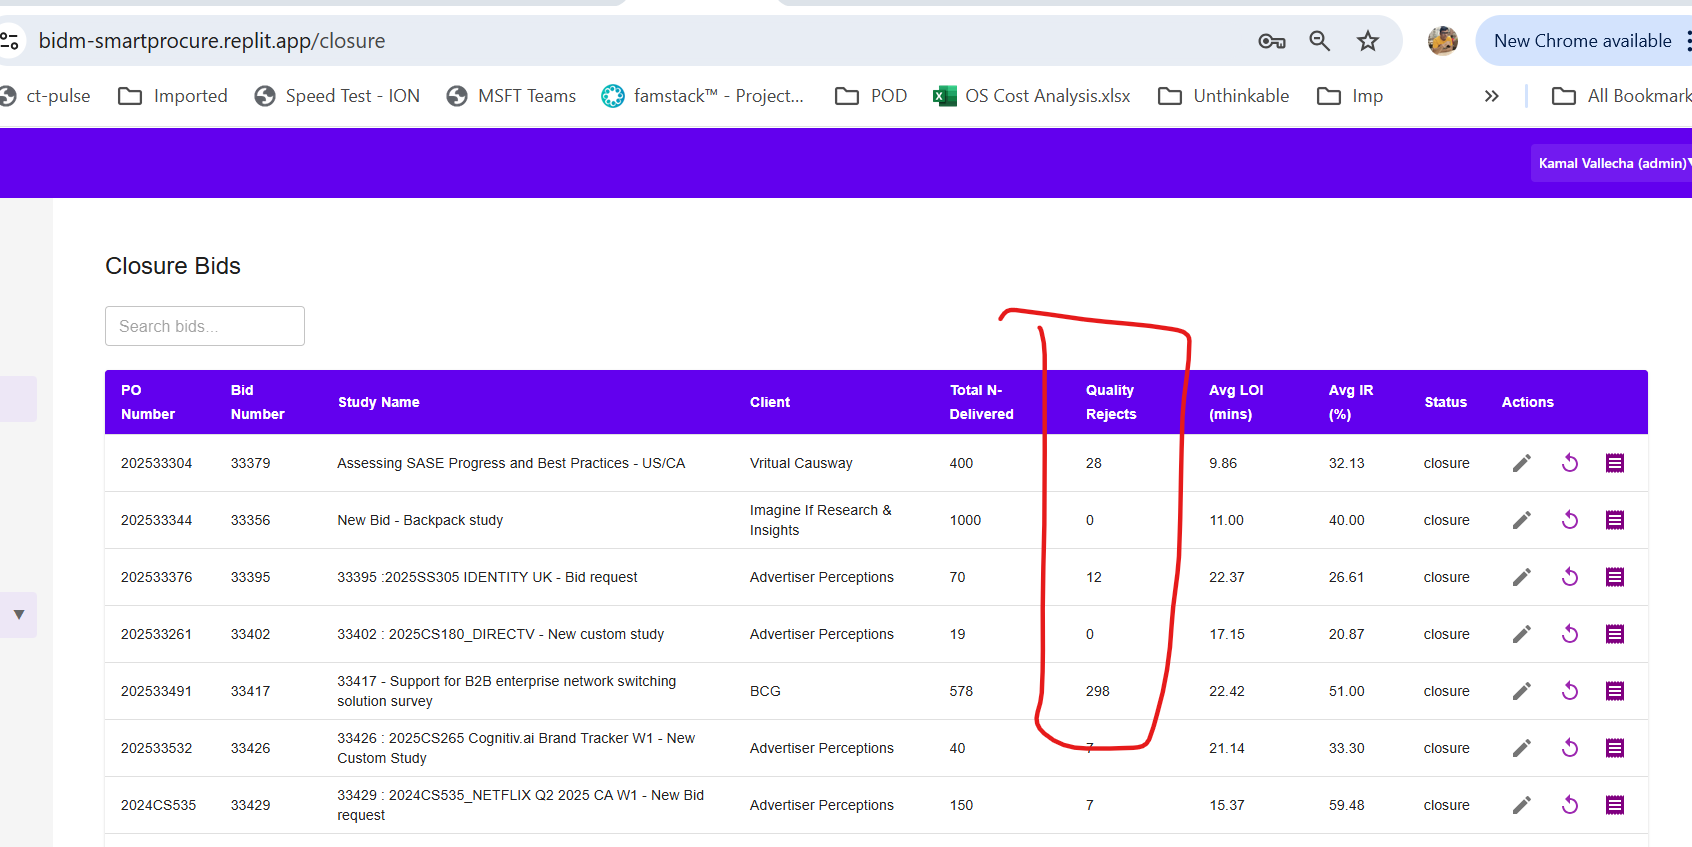 bidm-smartprocure.replit.app/closure
New Chrome available
ct-pulse
Imported
Speed Test - ION
MSFT Teams
famstack™ - Project...
POD
OS Cost Analysis.xlsx
Unthinkable
Imp
»
All Bookmark
Kamal Vallecha (admin)
Closure Bids
Search bids...
PO Number Bid Number Study Name Client Total N-Delivered Quality Rejects Avg LOI (mins) Avg IR (%) Status Actions
202533304 33379 Assessing SASE Progress and Best Practices - US/CA Vritual Causway 400 28 9.86 32.13 closure
202533344 33356 New Bid - Backpack study Imagine If Research & Insights 1000 0 11.00 40.00 closure
202533376 33395 33395 :2025SS305 IDENTITY UK - Bid request Advertiser Perceptions 70 12 22.37 26.61 closure
202533261 33402 33402 : 2025CS180_DIRECTV - New custom study Advertiser Perceptions 19 0 17.15 20.87 closure
202533491 33417 33417 - Support for B2B enterprise network switching solution survey BCG 578 298 22.42 51.00 closure
202533532 33426 33426 : 2025CS265 Cognitiv.ai Brand Tracker W1 - New Custom Study Advertiser Perceptions 40 7 21.14 33.30 closure
2024CS535 33429 33429 : 2024CS535_NETFLIX Q2 2025 CA W1 - New Bid request Advertiser Perceptions 150 7 15.37 59.48 closure